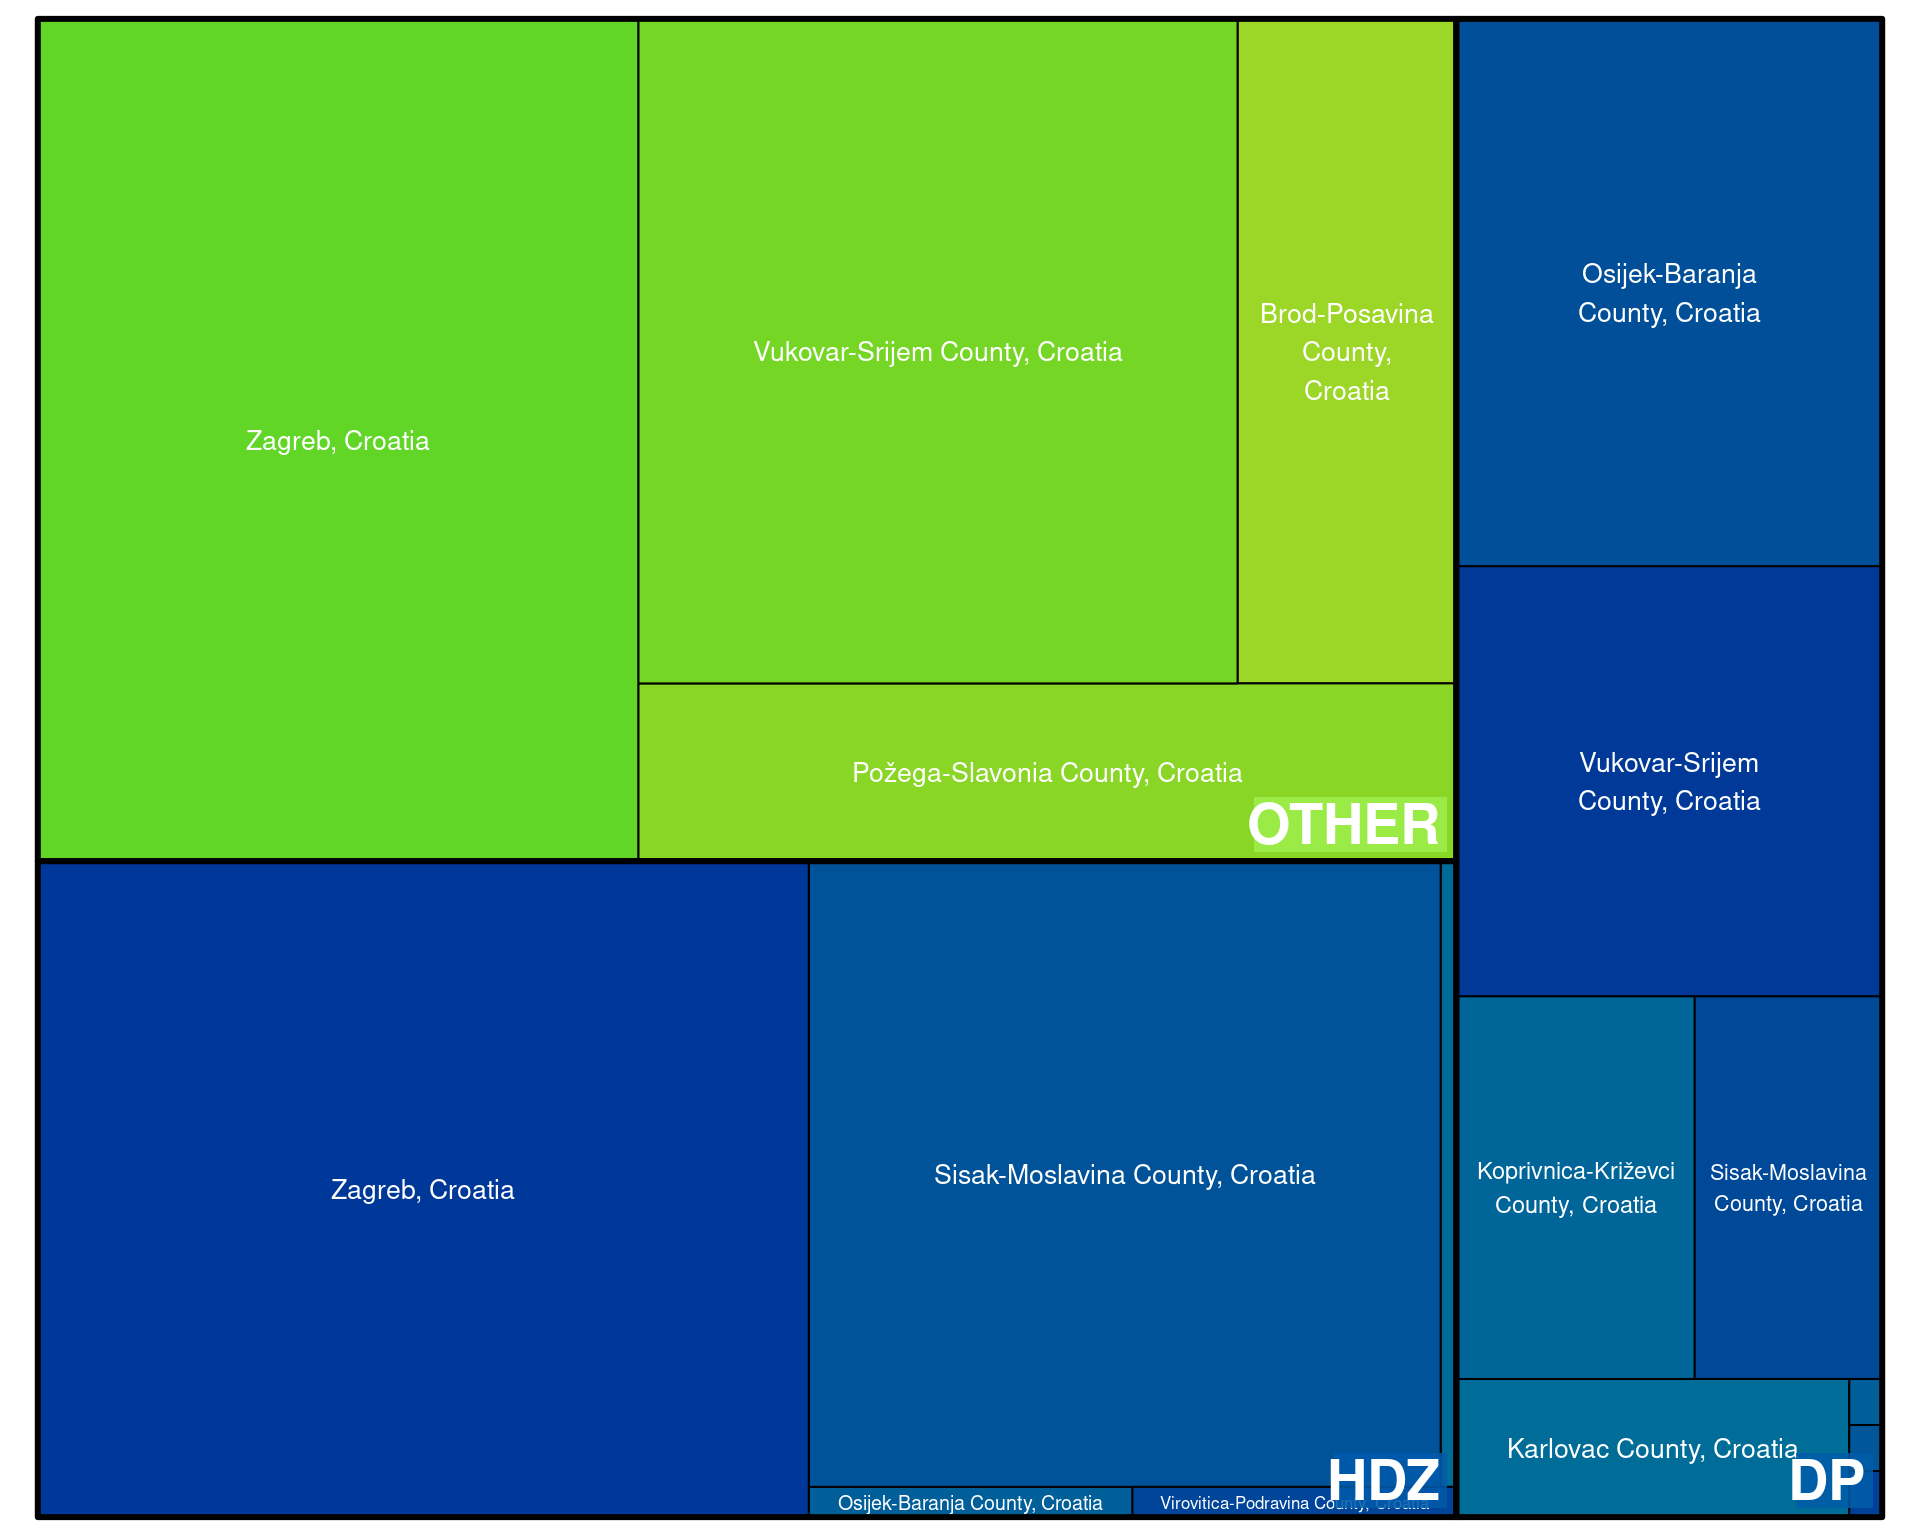 Zagreb, Croatia
Vukovar-Srijem County, Croatia
Brod-Posavina
County,
Croatia
Požega-Slavonia County, Croatia
OTHER
Zagreb, Croatia
Sisak-Moslavina County, Croatia
Osijek-Baranja County, Croatia
Virovitica-Podravina County, Croatia
HDZ
Osijek-Baranja
County, Croatia
Vukovar-Srijem
County, Croatia
Koprivnica-Križevci
County, Croatia
Sisak-Moslavina
County, Croatia
Karlovac County, Croatia
DP